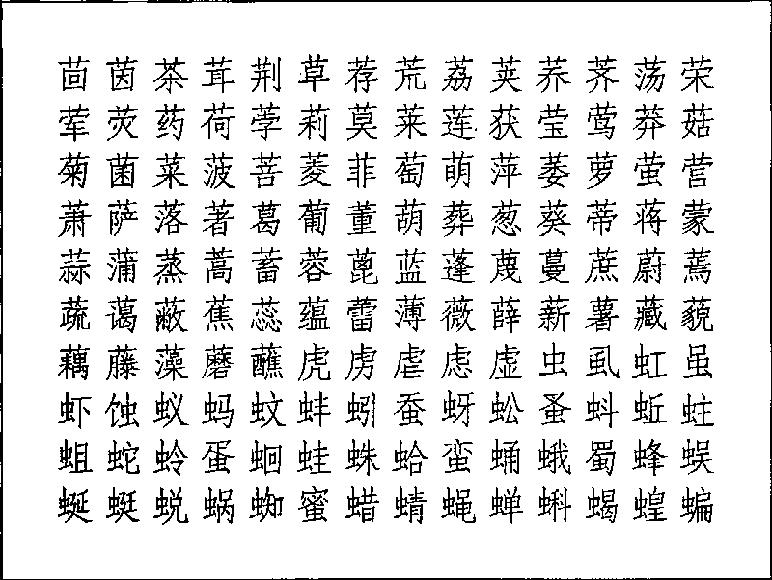 茴茵茶茸荆草荐荒荔荚养荠荡荣
荤荧药荷荸莉莫莱莲获莹莺莽菇
菊菌菜菠菩菱菲萄萌萍萎萝萤营
萧萨落著葛葡董葫葬葱葵蒂蒋蒙
蒜蒲蒸蒿蓄蓉蓖蓝蓬蔑蔓蔗蔚蔫
蔬蔼蔽蕉蕊蕴蕾薄薇薛薪薯藏藐
藕藤藻蘑蘸虎虏虐虑虚虫虱虹虽
虾蚀蚁蚂蚊蚌蚓蚕蚜蚣蚤蚪蚯蛀
蛆蛇蛉蛋蛔蛙蛛蛤蛮蛹蛾蜀蜂蜈
蜒蜓蜕蜗蜘蜜蜡蜻蝇蝉蝌蝎蝗蝙